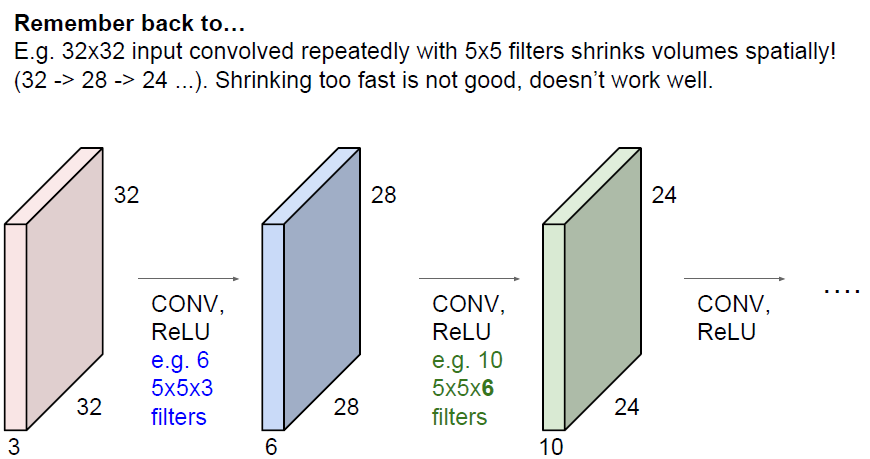 Remember back to…
E.g. 32x32 input convolved repeatedly with 5x5 filters shrinks volumes spatially!
(32 -> 28 -> 24 ...). Shrinking too fast is not good, doesn’t work well.
32
32
3
CONV,
ReLU
e.g. 6
5x5x3
filters
28
28
6
CONV,
ReLU
e.g. 10
5x5x6
filters
24
24
10
CONV,
ReLU
….